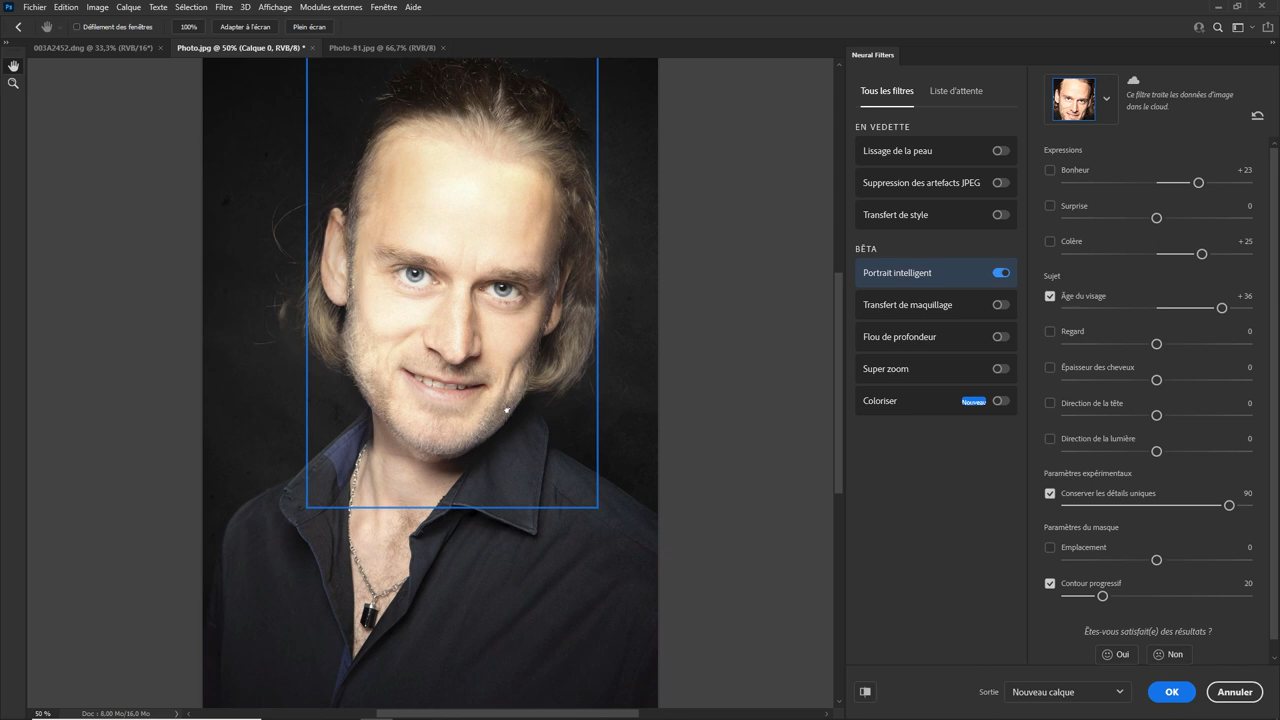 Ps Fichier Edition Image Calque Texte Sélection Filtre 3D Affichage Modules externes Fenêtre Aide
Défilement des fenêtres 100% Adapter à l'écran Plein écran
003A2452.dng @ 33,3% (RVB/16*) × Photo.jpg @ 50% (Calque 0, RVB/8) * × Photo-81.jpg @ 66,7% (RVB/8) ×
Neural Filters
Tous les filtres Liste d'attente
EN VEDETTE
Lissage de la peau
Suppression des artefacts JPEG
Transfert de style
BÊTA
Portrait intelligent
Transfert de maquillage
Flou de profondeur
Super zoom
Coloriser Nouveau
Ce filtre traite les données d'image
dans le cloud.
Expressions
Bonheur +23
Surprise 0
Colère +25
Sujet
Âge du visage +36
Regard 0
Épaisseur des cheveux 0
Direction de la tête 0
Direction de la lumière 0
Paramètres expérimentaux
Conserver les détails uniques 90
Paramètres du masque
Emplacement 0
Contour progressif 20
Êtes-vous satisfait(e) des résultats ?
Oui Non
Sortie Nouveau calque OK Annuler
50 % Doc : 8,00 Mo/16,0 Mo